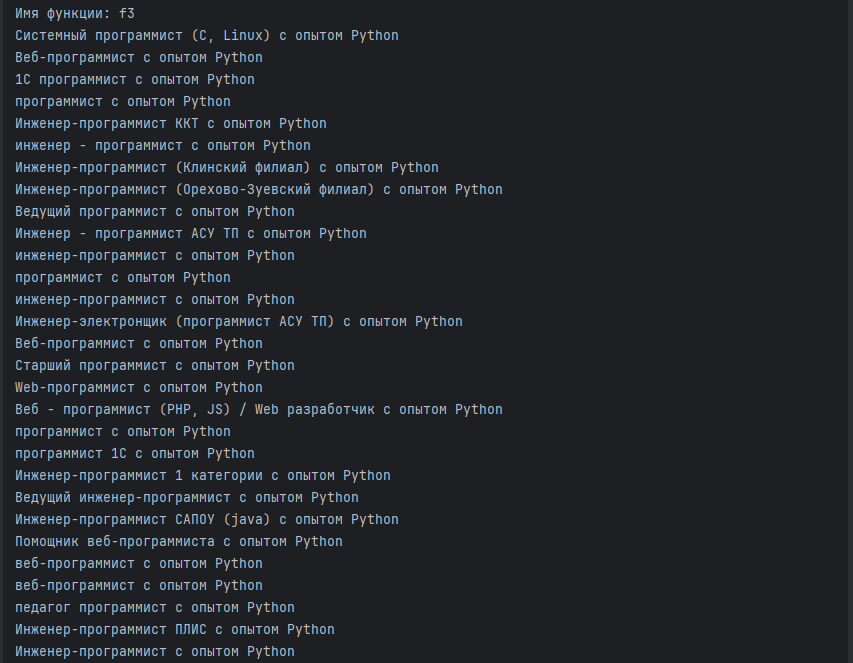 Имя функции: f3
Системный программист (C, Linux) с опытом Python
Веб-программист с опытом Python
1С программист с опытом Python
программист с опытом Python
Инженер-программист ККТ с опытом Python
инженер - программист с опытом Python
Инженер-программист (Клинский филиал) с опытом Python
Инженер-программист (Орехово-Зуевский филиал) с опытом Python
Ведущий программист с опытом Python
Инженер - программист АСУ ТП с опытом Python
инженер-программист с опытом Python
программист с опытом Python
инженер-программист с опытом Python
Инженер-электронщик (программист АСУ ТП) с опытом Python
Веб-программист с опытом Python
Старший программист с опытом Python
Web-программист с опытом Python
Веб - программист (PHP, JS) / Web разработчик с опытом Python
программист с опытом Python
программист 1С с опытом Python
Инженер-программист 1 категории с опытом Python
Ведущий инженер-программист с опытом Python
Инженер-программист САПОУ (java) с опытом Python
Помощник веб-программиста с опытом Python
веб-программист с опытом Python
веб-программист с опытом Python
педагог программист с опытом Python
Инженер-программист ПЛИС с опытом Python
Инженер-программист с опытом Python